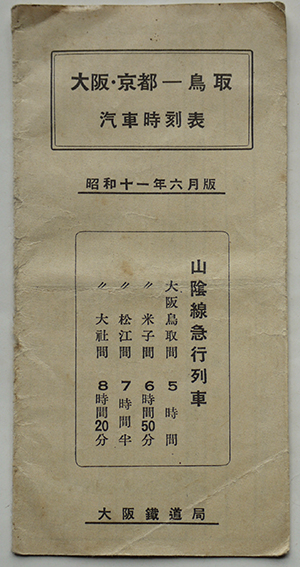 大阪・京都—鳥取
汽車時刻表
昭和十一年六月版
山陰線急行列車
大阪鳥取間 5時間
〃 米子間 6時間50分
〃 松江間 7時間半
〃 大社間 8時間20分
大阪鐵道局